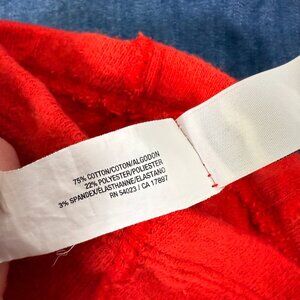 75% COTTON/COTON/ALGODON
22% POLYESTER/POLIESTER
3% SPANDEX/ELASTHANNE/ELASTANO
RN 54023 / CA 17897